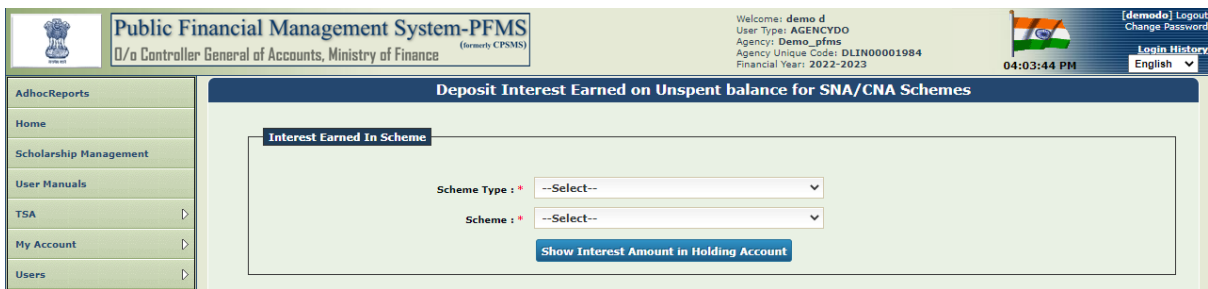 Public Financial Management System-PFMS
(formerly CPSMS)
O/o Controller General of Accounts, Ministry of Finance
Welcome: demo d
User Type: AGENCYDO
Agency: Demo_pfms
Agency Unique Code: DLIN00001984
Financial Year: 2022-2023
04:03:44 PM
[demodo] Logout
Change Password
Login History
English
AdhocReports
Home
Scholarship Management
User Manuals
TSA
My Account
Users
Deposit Interest Earned on Unspent balance for SNA/CNA Schemes
Interest Earned In Scheme
Scheme Type : * --Select--
Scheme : * --Select--
Show Interest Amount in Holding Account